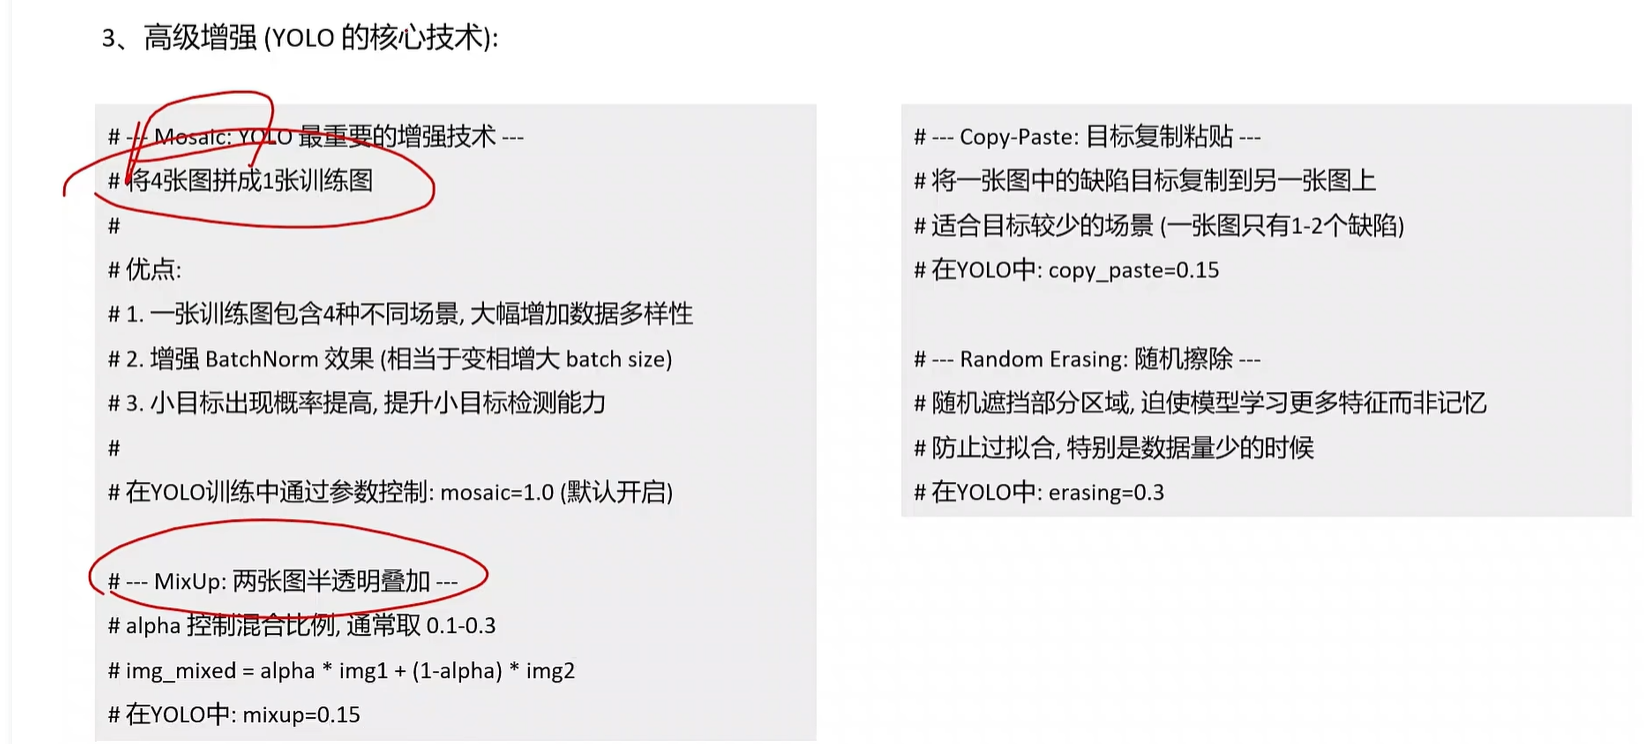 3、高级增强 (YOLO 的核心技术):
# --- Mosaic: YOLO 最重要的增强技术 ---
# 将4张图拼成1张训练图
#
# 优点:
# 1. 一张训练图包含4种不同场景, 大幅增加数据多样性
# 2. 增强 BatchNorm 效果 (相当于变相增大 batch size)
# 3. 小目标出现概率提高, 提升小目标检测能力
#
# 在YOLO训练中通过参数控制: mosaic=1.0 (默认开启)
# --- MixUp: 两张图半透明叠加 ---
# alpha 控制混合比例, 通常取 0.1-0.3
# img_mixed = alpha * img1 + (1-alpha) * img2
# 在YOLO中: mixup=0.15
# --- Copy-Paste: 目标复制粘贴 ---
# 将一张图中的缺陷目标复制到另一张图上
# 适合目标较少的场景 (一张图只有1-2个缺陷)
# 在YOLO中: copy_paste=0.15
# --- Random Erasing: 随机擦除 ---
# 随机遮挡部分区域, 迫使模型学习更多特征而非记忆
# 防止过拟合, 特别是数据量少的时候
# 在YOLO中: erasing=0.3